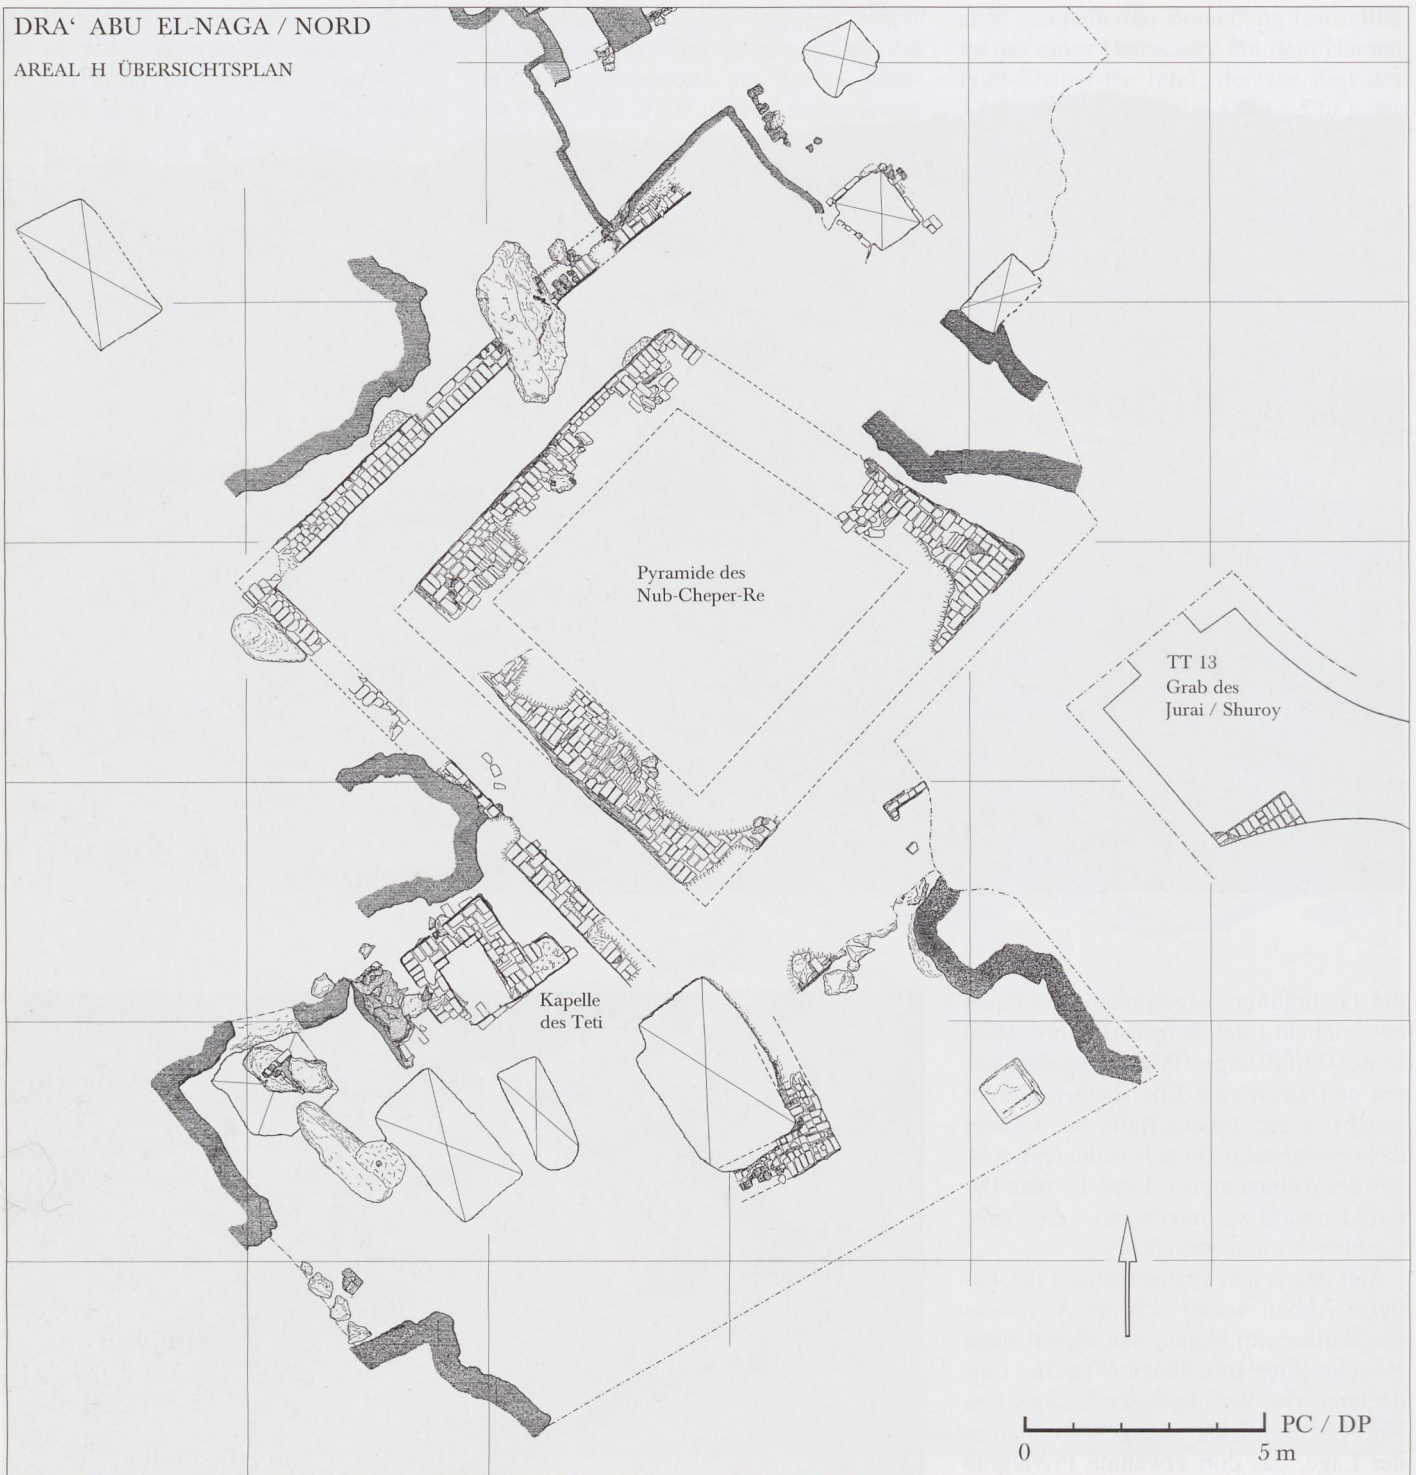 DRA‘ ABU EL-NAGA / NORD
AREAL H ÜBERSICHTSPLAN
Pyramide des
Nub-Cheper-Re
TT 13
Grab des
Jurai / Shuroy
Kapelle
des Teti
PC / DP
0 5 m